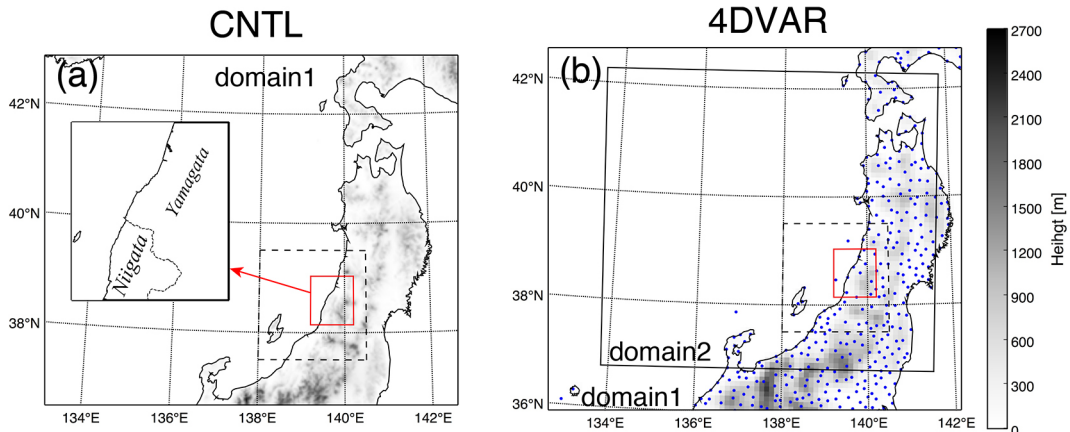 CNTL
(a)
domain1
42°N
40°N
38°N
Yamagata
Niigata
134°E
136°E
138°E
140°E
142°E
4DVAR
(b)
42°N
40°N
38°N
36°N
domain2
domain1
134°E
136°E
138°E
140°E
142°E
2700
2400
2100
1800
1500
1200
900
600
300
0
Heihgt [m]